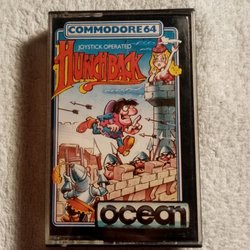 COMMODORE 64
JOYSTICK OPERATED
HUNCHBACK
ocean